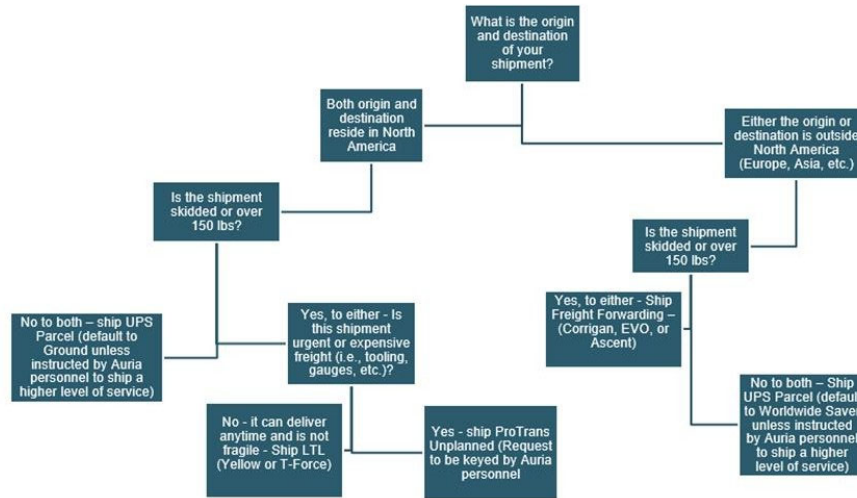 What is the origin
and destination
of your
shipment?
Both origin and
destination
reside in North
America
Either the origin or
destination is outside
North America
(Europe, Asia, etc.)
Is the shipment
skidded or over
150 lbs?
Is the shipment
skidded or over
150 lbs?
No to both – ship UPS
Parcel (default to
Ground unless
instructed by Auria
personnel to ship a
higher level of service)
Yes, to either - Is
this shipment
urgent or expensive
freight (i.e., tooling,
gauges, etc.)?
Yes, to either - Ship
Freight Forwarding –
(Corrigan, EVO, or
Ascent)
No - it can deliver
anytime and is not
fragile - Ship LTL
(Yellow or T-Force)
Yes - ship ProTrans
Unplanned (Request
to be keyed by Auria
personnel
No to both – Ship
UPS Parcel (default
to Worldwide Saver
unless instructed
by Auria personnel
to ship a higher
level of service)